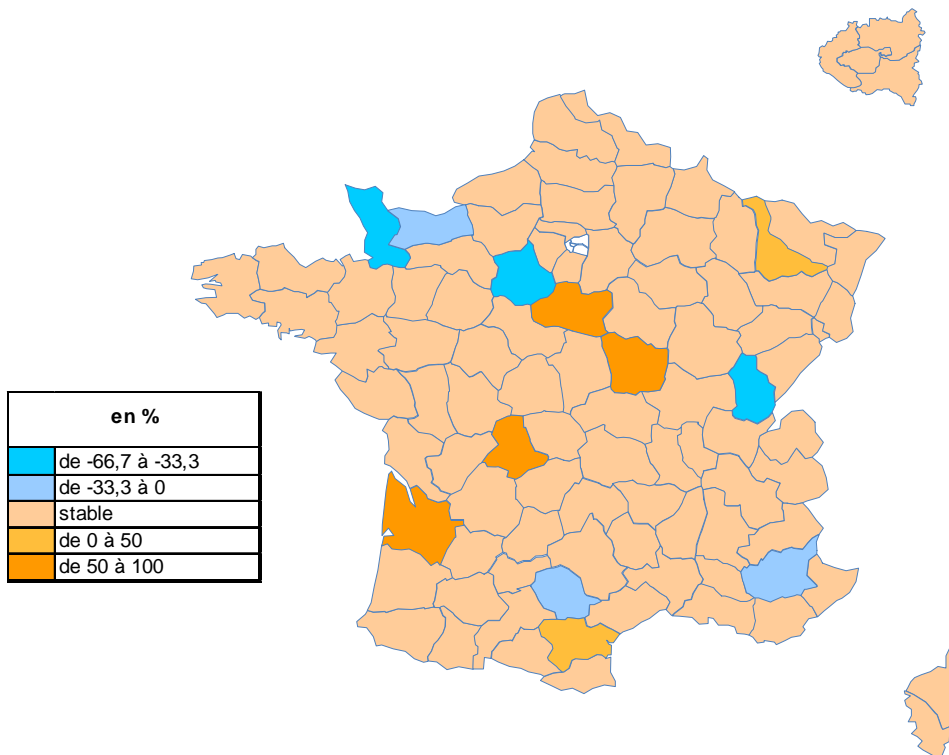 en %
de -66,7 à -33,3
de -33,3 à 0
stable
de 0 à 50
de 50 à 100